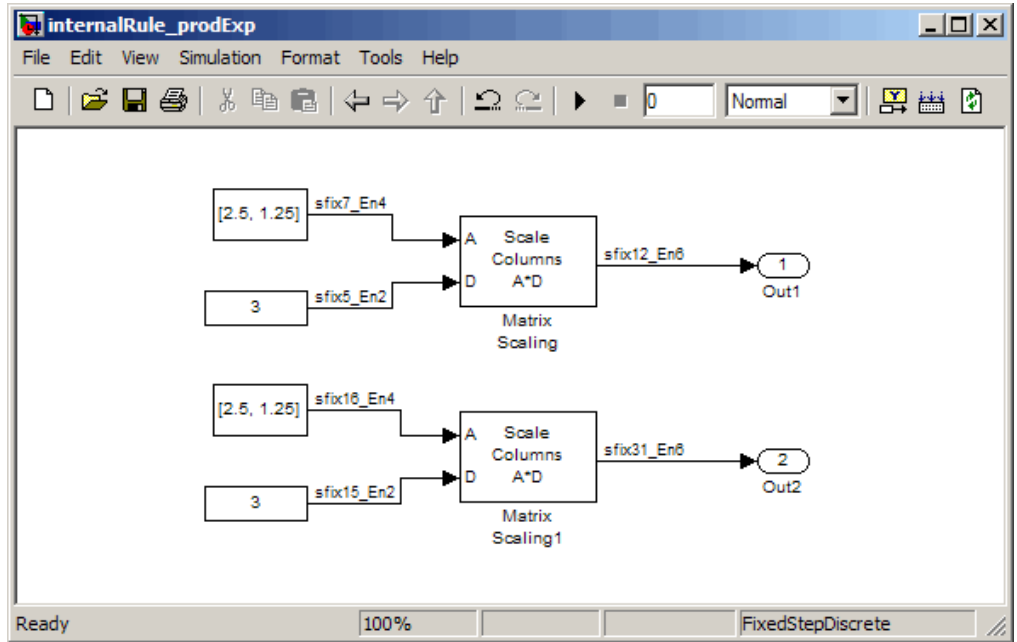 internalRule_prodExp
File Edit View Simulation Format Tools Help
0
Normal
[2.5, 1.25]
sfix7_En4
3
sfix5_En2
A
D
Scale
Columns
A*D
Matrix
Scaling
sfix12_En6
1
Out1
[2.5, 1.25]
sfix16_En4
3
sfix15_En2
A
D
Scale
Columns
A*D
Matrix
Scaling1
sfix31_En6
2
Out2
Ready
100%
FixedStepDiscrete